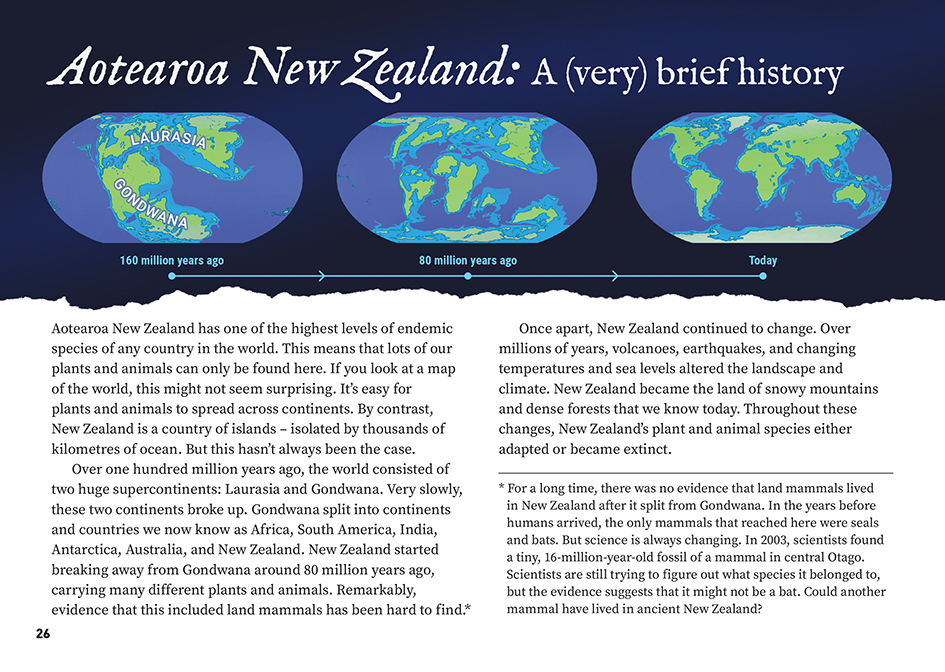 Aotearoa New Zealand: A (very) brief history
LAURASIA
GONDWANA
160 million years ago
80 million years ago
Today
Aotearoa New Zealand has one of the highest levels of endemic
species of any country in the world. This means that lots of our
plants and animals can only be found here. If you look at a map
of the world, this might not seem surprising. It’s easy for
plants and animals to spread across continents. By contrast,
New Zealand is a country of islands – isolated by thousands of
kilometres of ocean. But this hasn’t always been the case.
Over one hundred million years ago, the world consisted of
two huge supercontinents: Laurasia and Gondwana. Very slowly,
these two continents broke up. Gondwana split into continents
and countries we now know as Africa, South America, India,
Antarctica, Australia, and New Zealand. New Zealand started
breaking away from Gondwana around 80 million years ago,
carrying many different plants and animals. Remarkably,
evidence that this included land mammals has been hard to find.*
Once apart, New Zealand continued to change. Over
millions of years, volcanoes, earthquakes, and changing
temperatures and sea levels altered the landscape and
climate. New Zealand became the land of snowy mountains
and dense forests that we know today. Throughout these
changes, New Zealand’s plant and animal species either
adapted or became extinct.
* For a long time, there was no evidence that land mammals lived
in New Zealand after it split from Gondwana. In the years before
humans arrived, the only mammals that reached here were seals
and bats. But science is always changing. In 2003, scientists found
a tiny, 16-million-year-old fossil of a mammal in central Otago.
Scientists are still trying to figure out what species it belonged to,
but the evidence suggests that it might not be a bat. Could another
mammal have lived in ancient New Zealand?
26